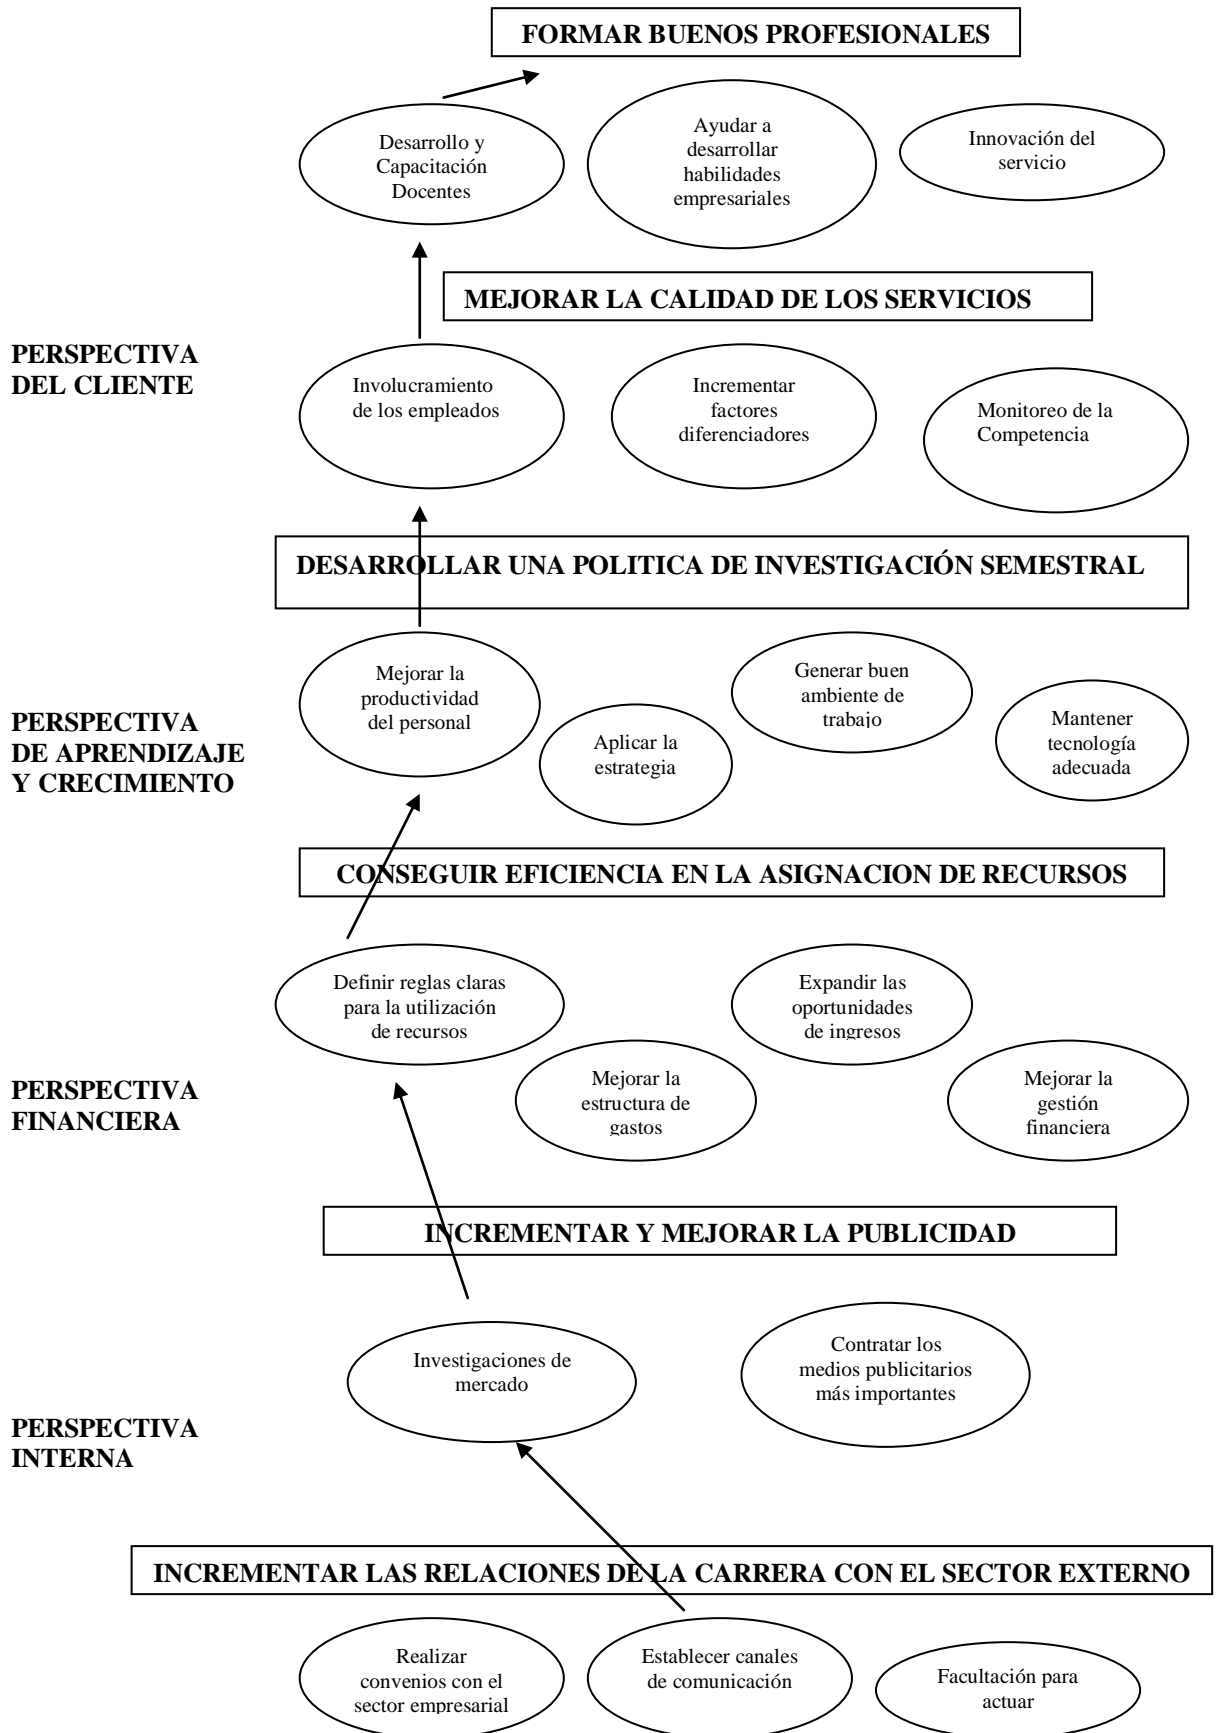 FORMAR BUENOS PROFESIONALES
Desarrollo y
Capacitación
Docentes
Ayudar a
desarrollar
habilidades
empresariales
Innovación del
servicio
MEJORAR LA CALIDAD DE LOS SERVICIOS
PERSPECTIVA
DEL CLIENTE
Involucramiento
de los empleados
Incrementar
factores
diferenciadores
Monitoreo de la
Competencia
DESARROLLAR UNA POLITICA DE INVESTIGACIÓN SEMESTRAL
PERSPECTIVA
DE APRENDIZAJE
Y CRECIMIENTO
Mejorar la
productividad
del personal
Aplicar la
estrategia
Generar buen
ambiente de
trabajo
Mantener
tecnología
adecuada
CONSEGUIR EFICIENCIA EN LA ASIGNACION DE RECURSOS
Definir reglas claras
para la utilización
de recursos
Expandir las
oportunidades
de ingresos
PERSPECTIVA
FINANCIERA
Mejorar la
estructura de
gastos
Mejorar la
gestión
financiera
INCREMENTAR Y MEJORAR LA PUBLICIDAD
Investigaciones de
mercado
Contratar los
medios publicitarios
más importantes
PERSPECTIVA
INTERNA
INCREMENTAR LAS RELACIONES DE LA CARRERA CON EL SECTOR EXTERNO
Realizar
convenios con el
sector empresarial
Establecer canales
de comunicación
Facultación para
actuar